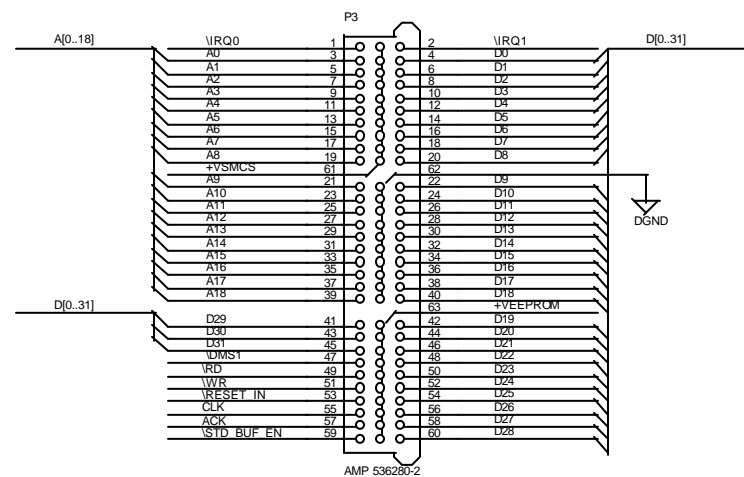 P3
A[0..18] \IRQ0 1 2 \IRQ1 D[0..31]
A0 3 4 D0
A1 5 6 D1
A2 7 8 D2
A3 9 10 D3
A4 11 12 D4
A5 13 14 D5
A6 15 16 D6
A7 17 18 D7
A8 19 20 D8
+VSMCS 61 62
A9 21 22 D9
A10 23 24 D10
A11 25 26 D11
A12 27 28 D12
DGND
A13 29 30 D13
A14 31 32 D14
A15 33 34 D15
A16 35 36 D16
A17 37 38 D17
A18 39 40 D18
D[0..31] 63 +VEEPROM
D29 41 42 D19
D30 43 44 D20
D31 45 46 D21
\DMS1 47 48 D22
\RD 49 50 D23
\WR 51 52 D24
\RESET_IN 53 54 D25
CLK 55 56 D26
ACK 57 58 D27
\STD_BUF_EN 59 60 D28
AMP 536280-2